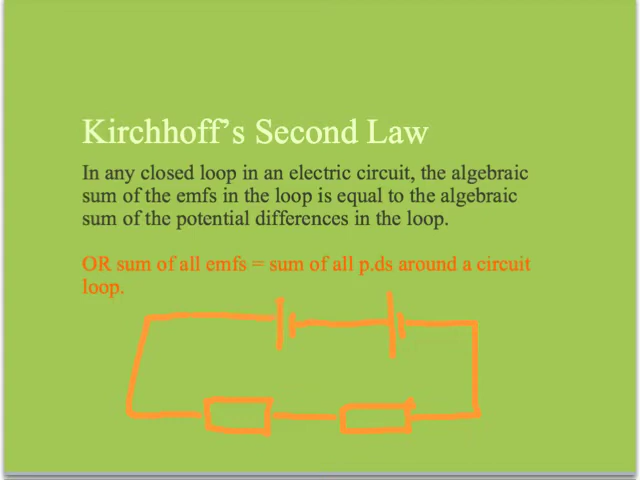 Kirchhoff’s Second Law
In any closed loop in an electric circuit, the algebraic
sum of the emfs in the loop is equal to the algebraic
sum of the potential differences in the loop.
OR sum of all emfs = sum of all p.ds around a circuit
loop.